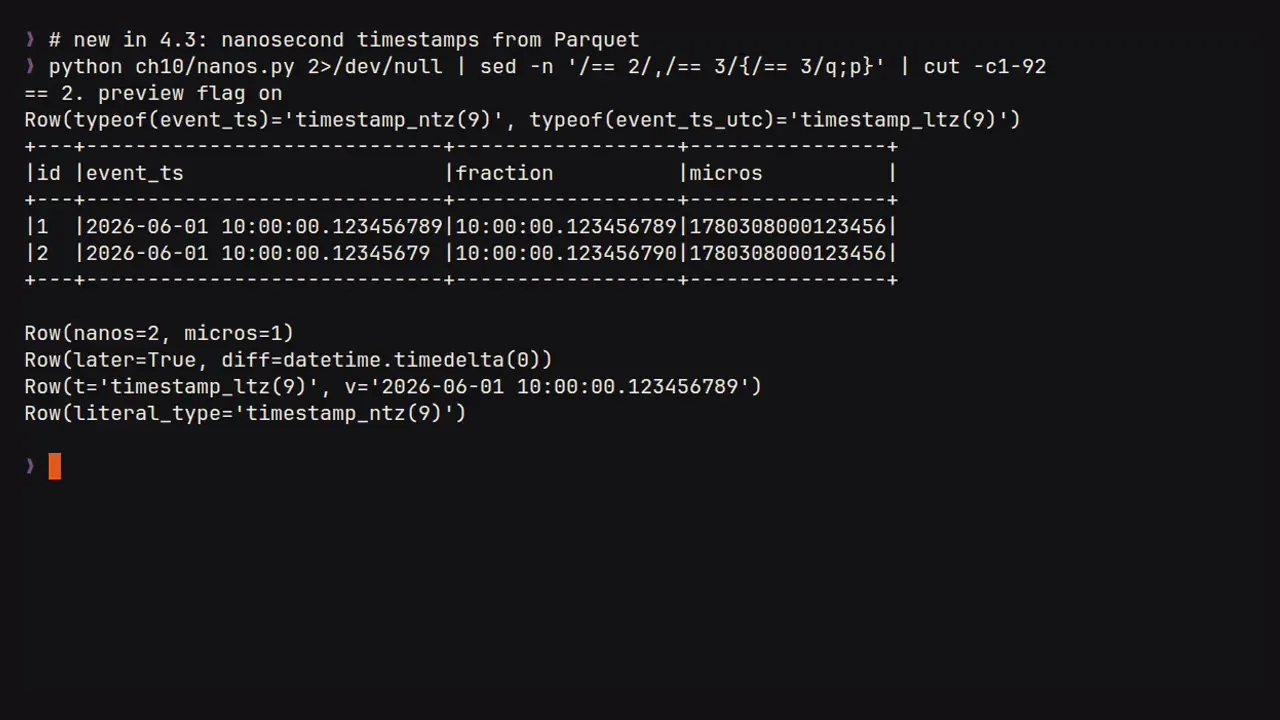 ❯ # new in 4.3: nanosecond timestamps from Parquet
❯ python ch10/nanos.py 2>/dev/null | sed -n '/== 2/,/== 3/{/== 3/q;p}' | cut -c1-92
== 2. preview flag on
Row(typeof(event_ts)='timestamp_ntz(9)', typeof(event_ts_utc)='timestamp_ltz(9)')
+---+-----------------------------+------------------+----------------+
|id |event_ts                     |fraction          |micros          |
+---+-----------------------------+------------------+----------------+
|1  |2026-06-01 10:00:00.123456789|10:00:00.123456789|1780308000123456|
|2  |2026-06-01 10:00:00.12345679 |10:00:00.123456790|1780308000123456|
+---+-----------------------------+------------------+----------------+
Row(nanos=2, micros=1)
Row(later=True, diff=datetime.timedelta(0))
Row(t='timestamp_ltz(9)', v='2026-06-01 10:00:00.123456789')
Row(literal_type='timestamp_ntz(9)')
❯